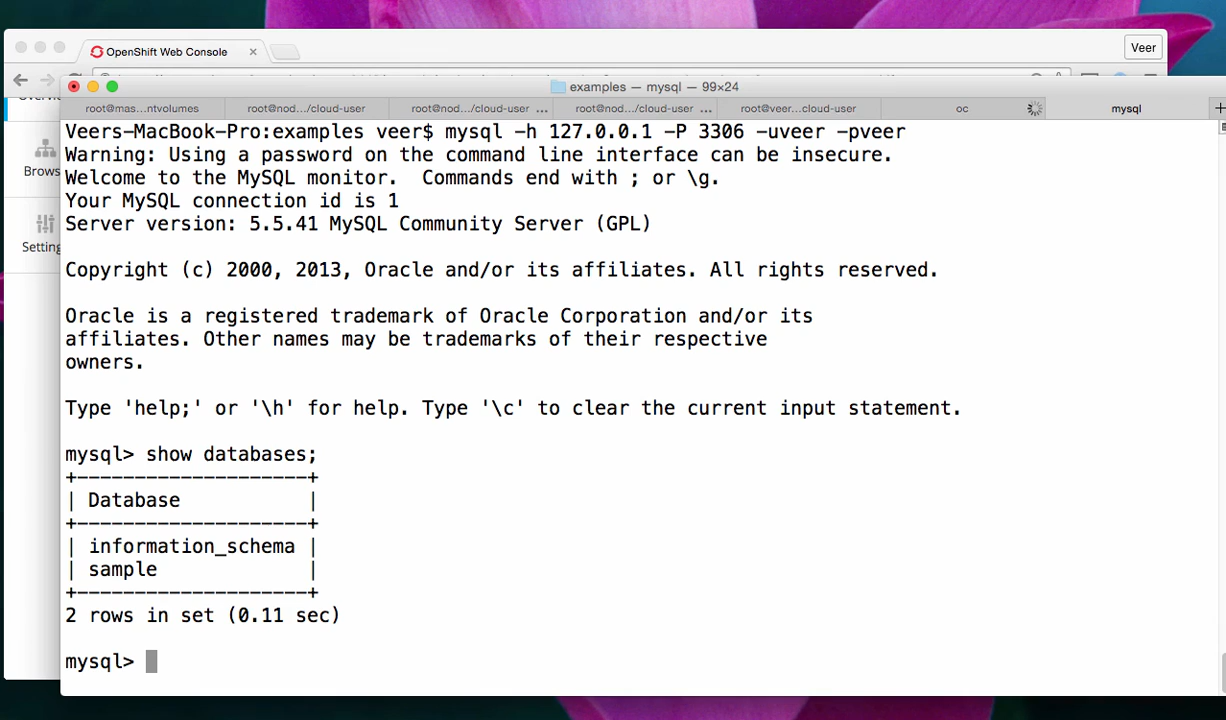 OpenShift Web Console
Veer
examples — mysql — 99×24
root@mas...ntvolumes
root@nod.../cloud-user
root@nod.../cloud-user ...
root@nod.../cloud-user ...
root@veer...cloud-user
oc
mysql
Brows
Setting
Veers-MacBook-Pro:examples veer$ mysql -h 127.0.0.1 -P 3306 -uveer -pveer
Warning: Using a password on the command line interface can be insecure.
Welcome to the MySQL monitor.  Commands end with ; or \g.
Your MySQL connection id is 1
Server version: 5.5.41 MySQL Community Server (GPL)
Copyright (c) 2000, 2013, Oracle and/or its affiliates. All rights reserved.
Oracle is a registered trademark of Oracle Corporation and/or its
affiliates. Other names may be trademarks of their respective
owners.
Type 'help;' or '\h' for help. Type '\c' to clear the current input statement.
mysql> show databases;
+--------------------+
| Database           |
+--------------------+
| information_schema |
| sample             |
+--------------------+
2 rows in set (0.11 sec)
mysql>